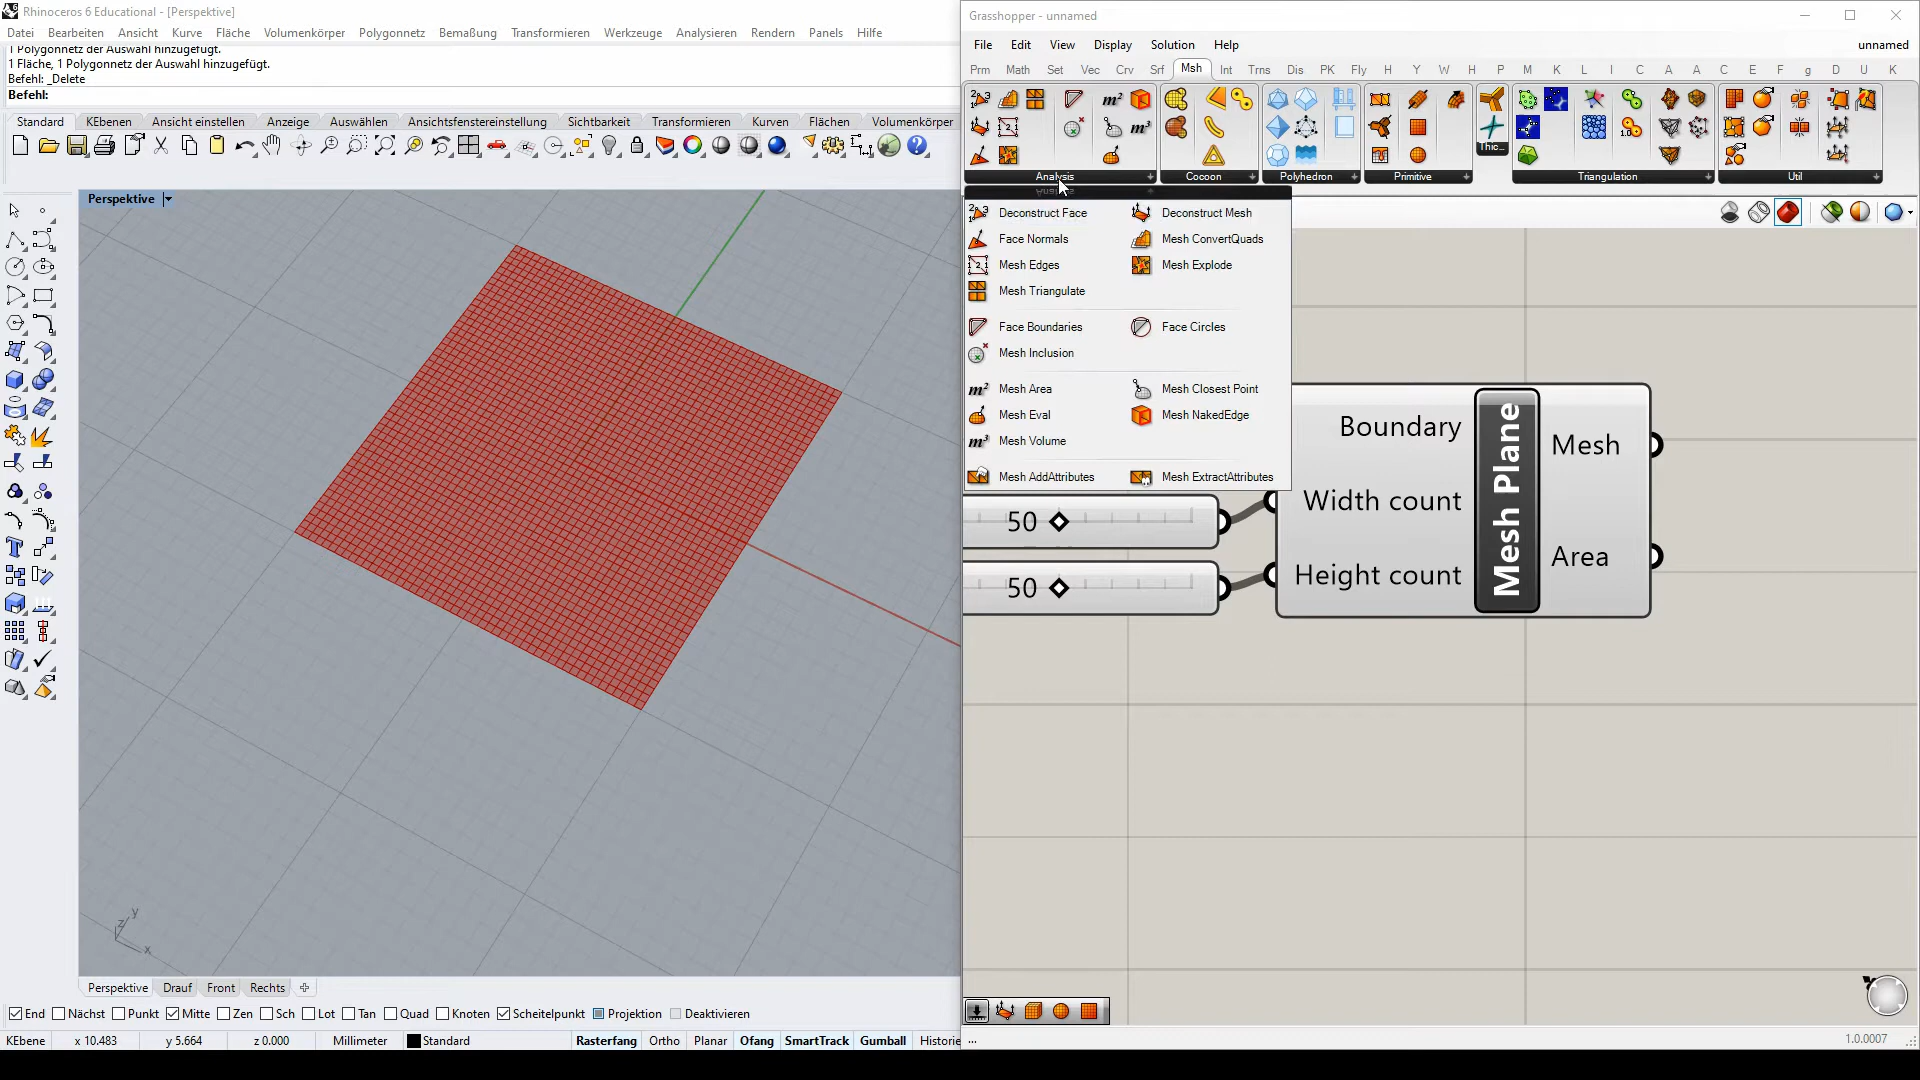 Rhinoceros 6 Educational - [Perspektive]
Datei Bearbeiten Ansicht Kurve Fläche Volumenkörper Polygonnetz Bemaßung Transformieren Werkzeuge Analysieren Rendern Panels Hilfe
1 Polygonnetz der Auswahl hinzugefügt.
1 Fläche, 1 Polygonnetz der Auswahl hinzugefügt.
Befehl: _Delete
Befehl:
Standard KEbenen Ansicht einstellen Anzeige Auswählen Ansichtsfenstereinstellung Sichtbarkeit Transformieren Kurven Flächen Volumenkörper
Perspektive
z y x
Perspektive Drauf Front Rechts
End Nächst Punkt Mitte Zen Sch Lot Tan Quad Knoten Scheitelpunkt Projektion Deaktivieren
KEbene x 10.483 y 5.664 z 0.000 Millimeter Standard Rasterfang Ortho Planar Ofang SmartTrack Gumball Historie
Grasshopper - unnamed
File Edit View Display Solution Help unnamed
Prm Math Set Vec Crv Srf Msh Int Trns Dis PK Fly H Y W H P M K L I C A A C E F g D U K
Thic...
Analysis Cocoon Polyhedron Primitive Triangulation Util
Deconstruct Face Deconstruct Mesh
Face Normals Mesh ConvertQuads
Mesh Edges Mesh Explode
Mesh Triangulate
Face Boundaries Face Circles
Mesh Inclusion
Mesh Area Mesh Closest Point
Mesh Eval Mesh NakedEdge
Mesh Volume
Mesh AddAttributes Mesh ExtractAttributes
50
50
Boundary
Width count
Height count
Mesh Plane
Mesh
Area
... 1.0.0007